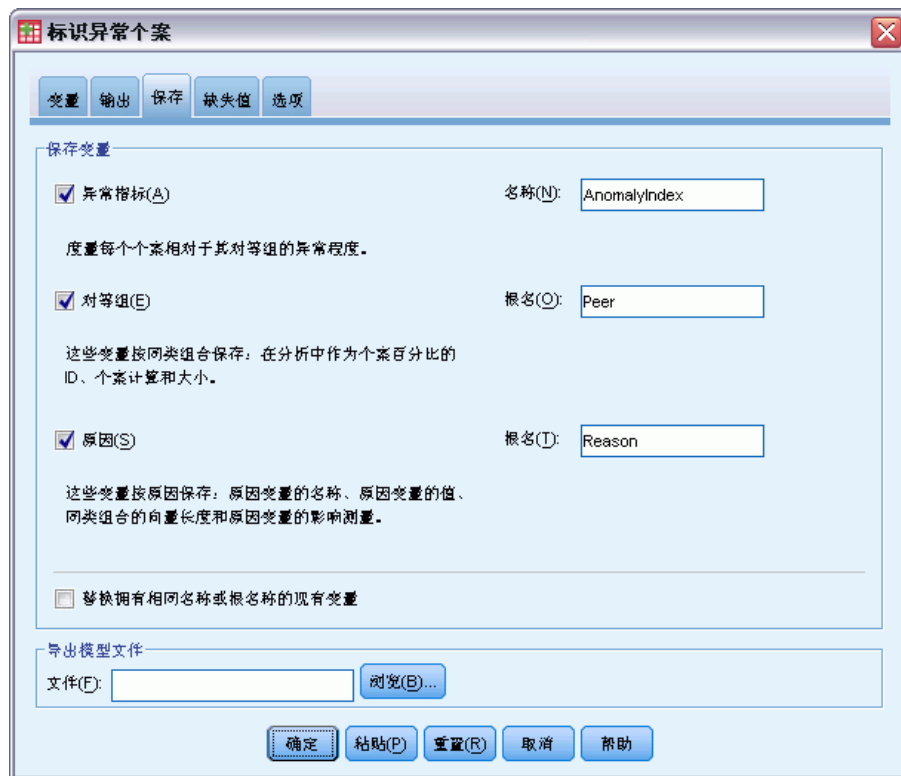 标识异常个案
变量 输出 保存 缺失值 选项
保存变量
异常指标(A) 名称(N): AnomalyIndex
度量每个个案相对于其对等组的异常程度。
对等组(E) 根名(O): Peer
这些变量按同类组合保存：在分析中作为个案百分比的
ID、个案计算和大小。
原因(S) 根名(T): Reason
这些变量按原因保存：原因变量的名称、原因变量的值、
同类组合的向量长度和原因变量的影响测量。
替换拥有相同名称或根名称的现有变量
导出模型文件
文件(F): 浏览(B)...
确定 粘贴(P) 重置(R) 取消 帮助